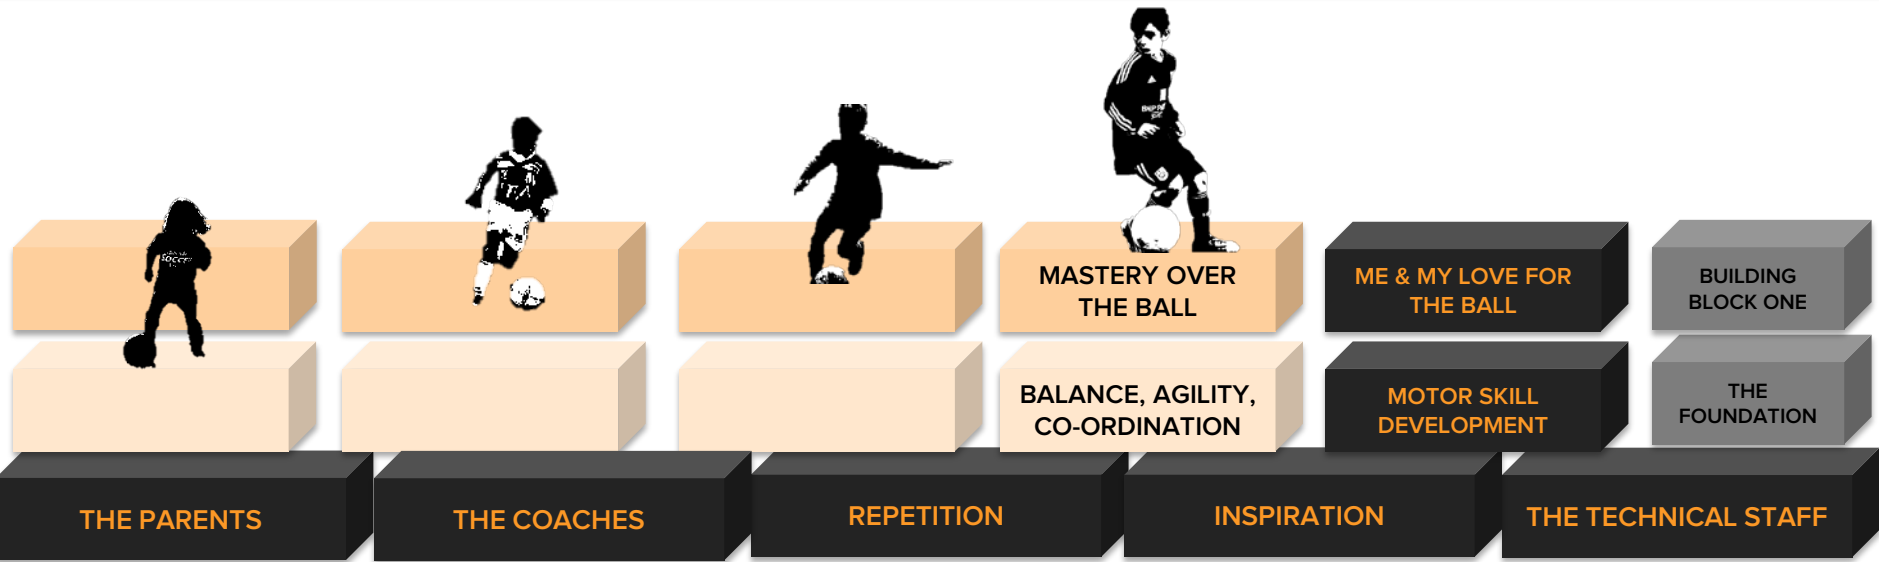 SOCCER
MASTERY OVER
THE BALL
ME & MY LOVE FOR
THE BALL
BUILDING
BLOCK ONE
BALANCE, AGILITY,
CO-ORDINATION
MOTOR SKILL
DEVELOPMENT
THE
FOUNDATION
THE PARENTS
THE COACHES
REPETITION
INSPIRATION
THE TECHNICAL STAFF